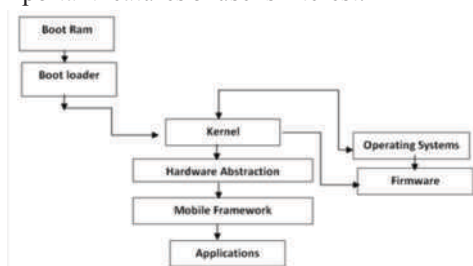 Boot Ram
Boot loader
Kernel
Operating Systems
Hardware Abstraction
Firmware
Mobile Framework
Applications